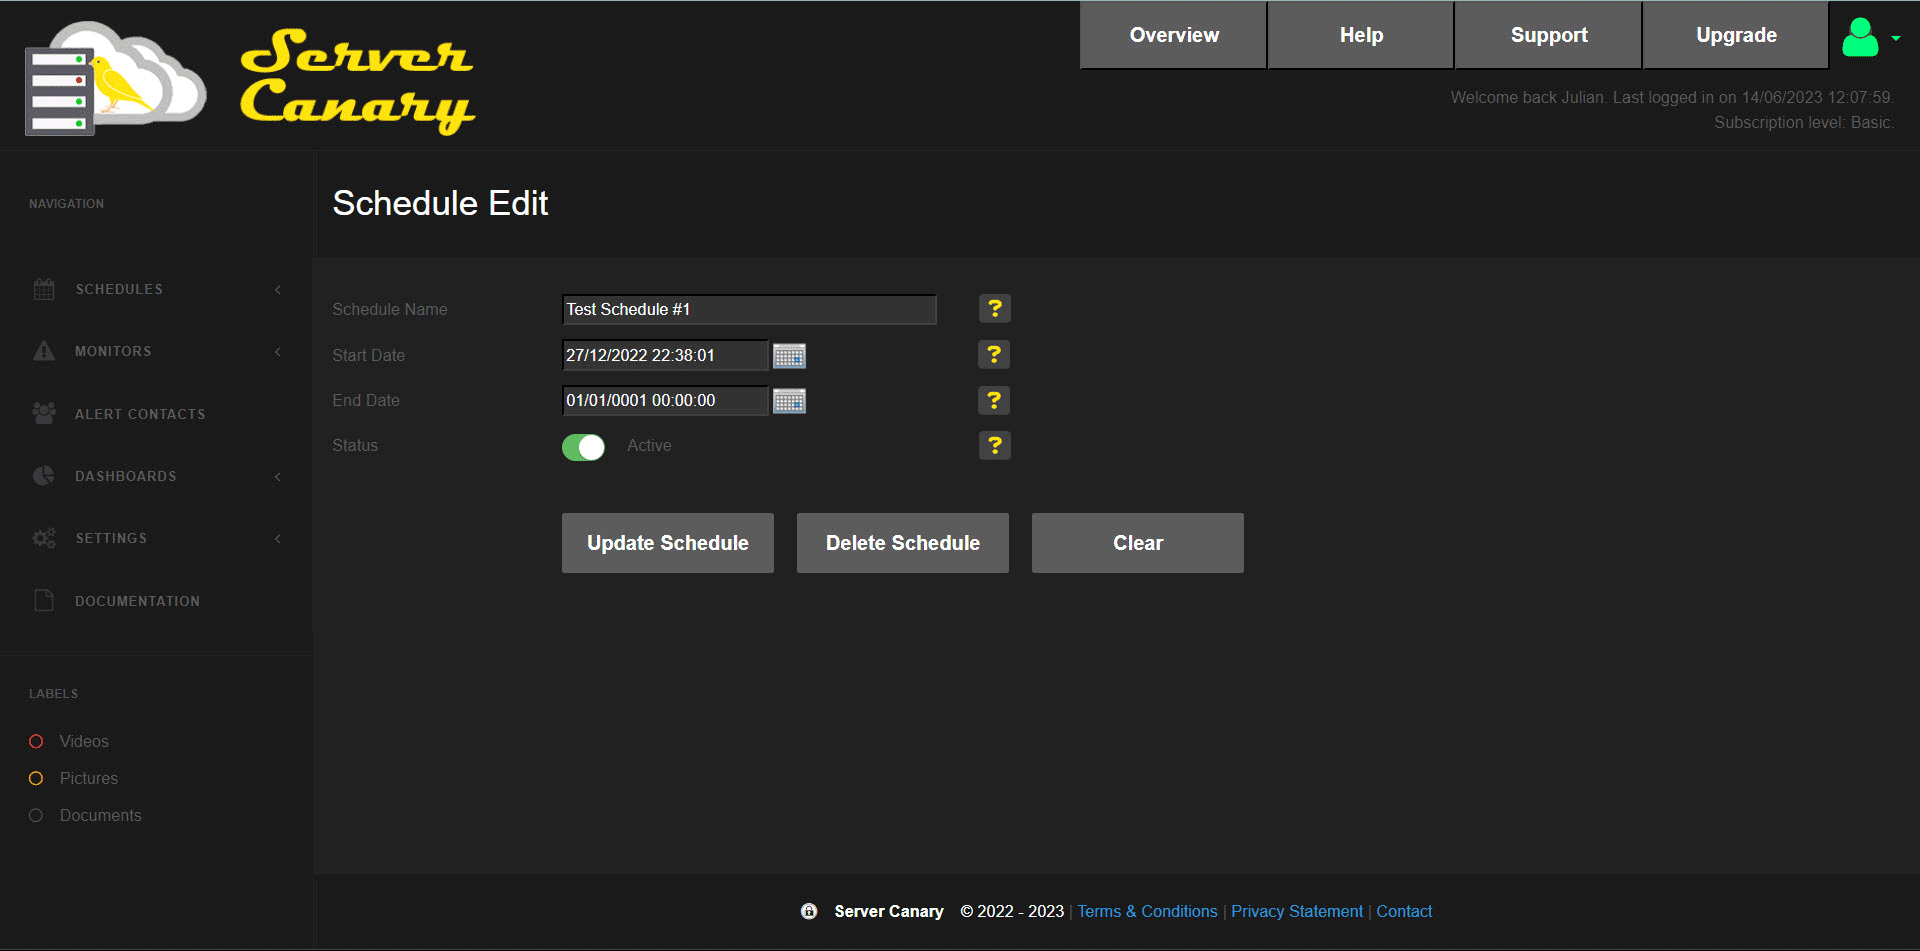 Server
Canary
Overview
Help
Support
Upgrade
Welcome back Julian. Last logged in on 14/06/2023 12:07:59.
Subscription level: Basic.
NAVIGATION
SCHEDULES
MONITORS
ALERT CONTACTS
DASHBOARDS
SETTINGS
DOCUMENTATION
LABELS
Videos
Pictures
Documents
Schedule Edit
Schedule Name Test Schedule #1 ?
Start Date 27/12/2022 22:38:01 ?
End Date 01/01/0001 00:00:00 ?
Status Active ?
Update Schedule Delete Schedule Clear
Server Canary © 2022 - 2023 | Terms & Conditions | Privacy Statement | Contact